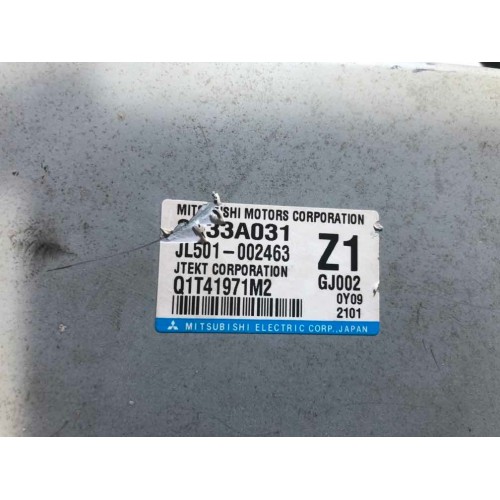 MITSUBISHI MOTORS CORPORATION
33A031
JL501-002463
Z1
JTEKT CORPORATION
GJ002
Q1T41971M2
0Y09
2101
MITSUBISHI ELECTRIC CORP., JAPAN